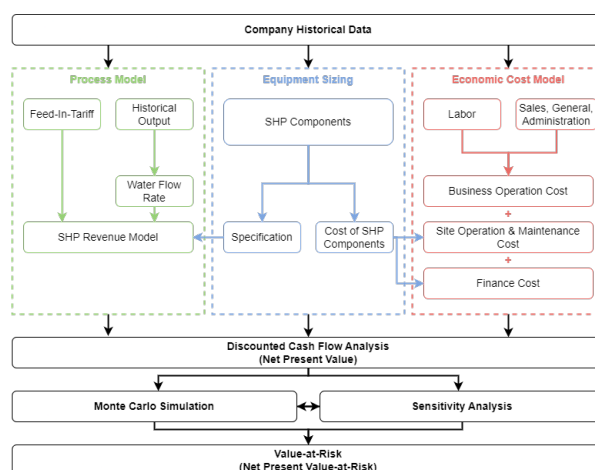 Company Historical Data
Process Model
Equipment Sizing
Economic Cost Model
Feed-In-Tariff
Historical
Output
SHP Components
Labor
Sales, General,
Administration
Water Flow
Rate
Business Operation Cost
+
SHP Revenue Model
Specification
Cost of SHP
Components
Site Operation & Maintenance
Cost
+
Finance Cost
Discounted Cash Flow Analysis
(Net Present Value)
Monte Carlo Simulation
Sensitivity Analysis
Value-at-Risk
(Net Present Value-at-Risk)